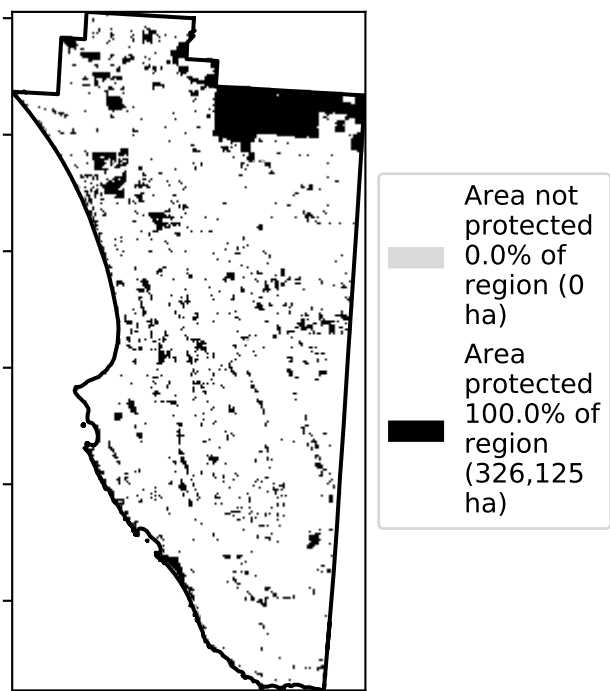 Area not
protected
0.0% of
region (0
ha)
Area
protected
100.0% of
region
(326,125
ha)